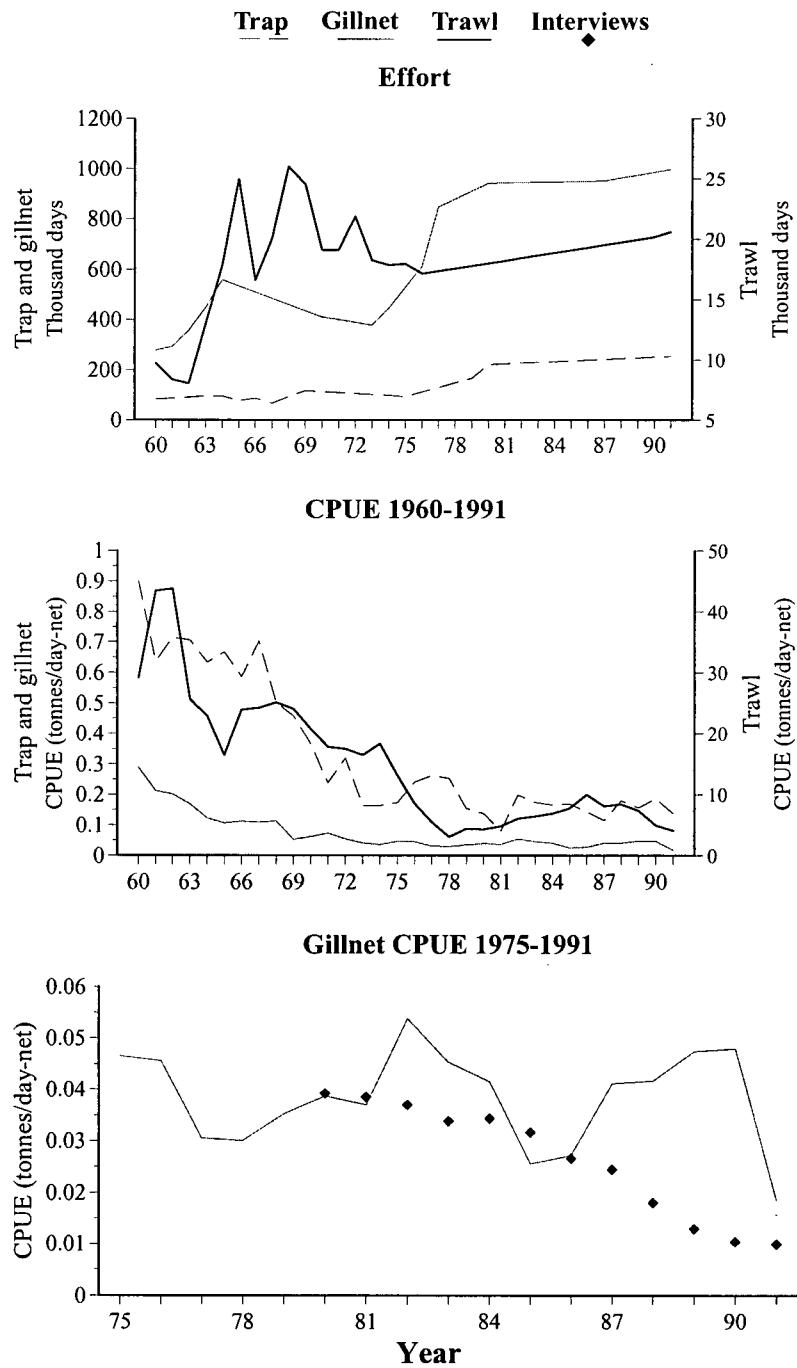 Trap Gillnet Trawl Interviews
Effort
1200
1000
800
600
400
200
0
30
25
20
15
10
5
Trap and gillnet
Thousand days
Trawl
Thousand days
60 63 66 69 72 75 78 81 84 87 90
CPUE 1960-1991
1
0.9
0.8
0.7
0.6
0.5
0.4
0.3
0.2
0.1
0
50
40
30
20
10
0
Trap and gillnet
CPUE (tonnes/day-net)
Trawl
CPUE (tonnes/day-net)
60 63 66 69 72 75 78 81 84 87 90
Gillnet CPUE 1975-1991
0.06
0.05
0.04
0.03
0.02
0.01
0
CPUE (tonnes/day-net)
75 78 81 84 87 90
Year